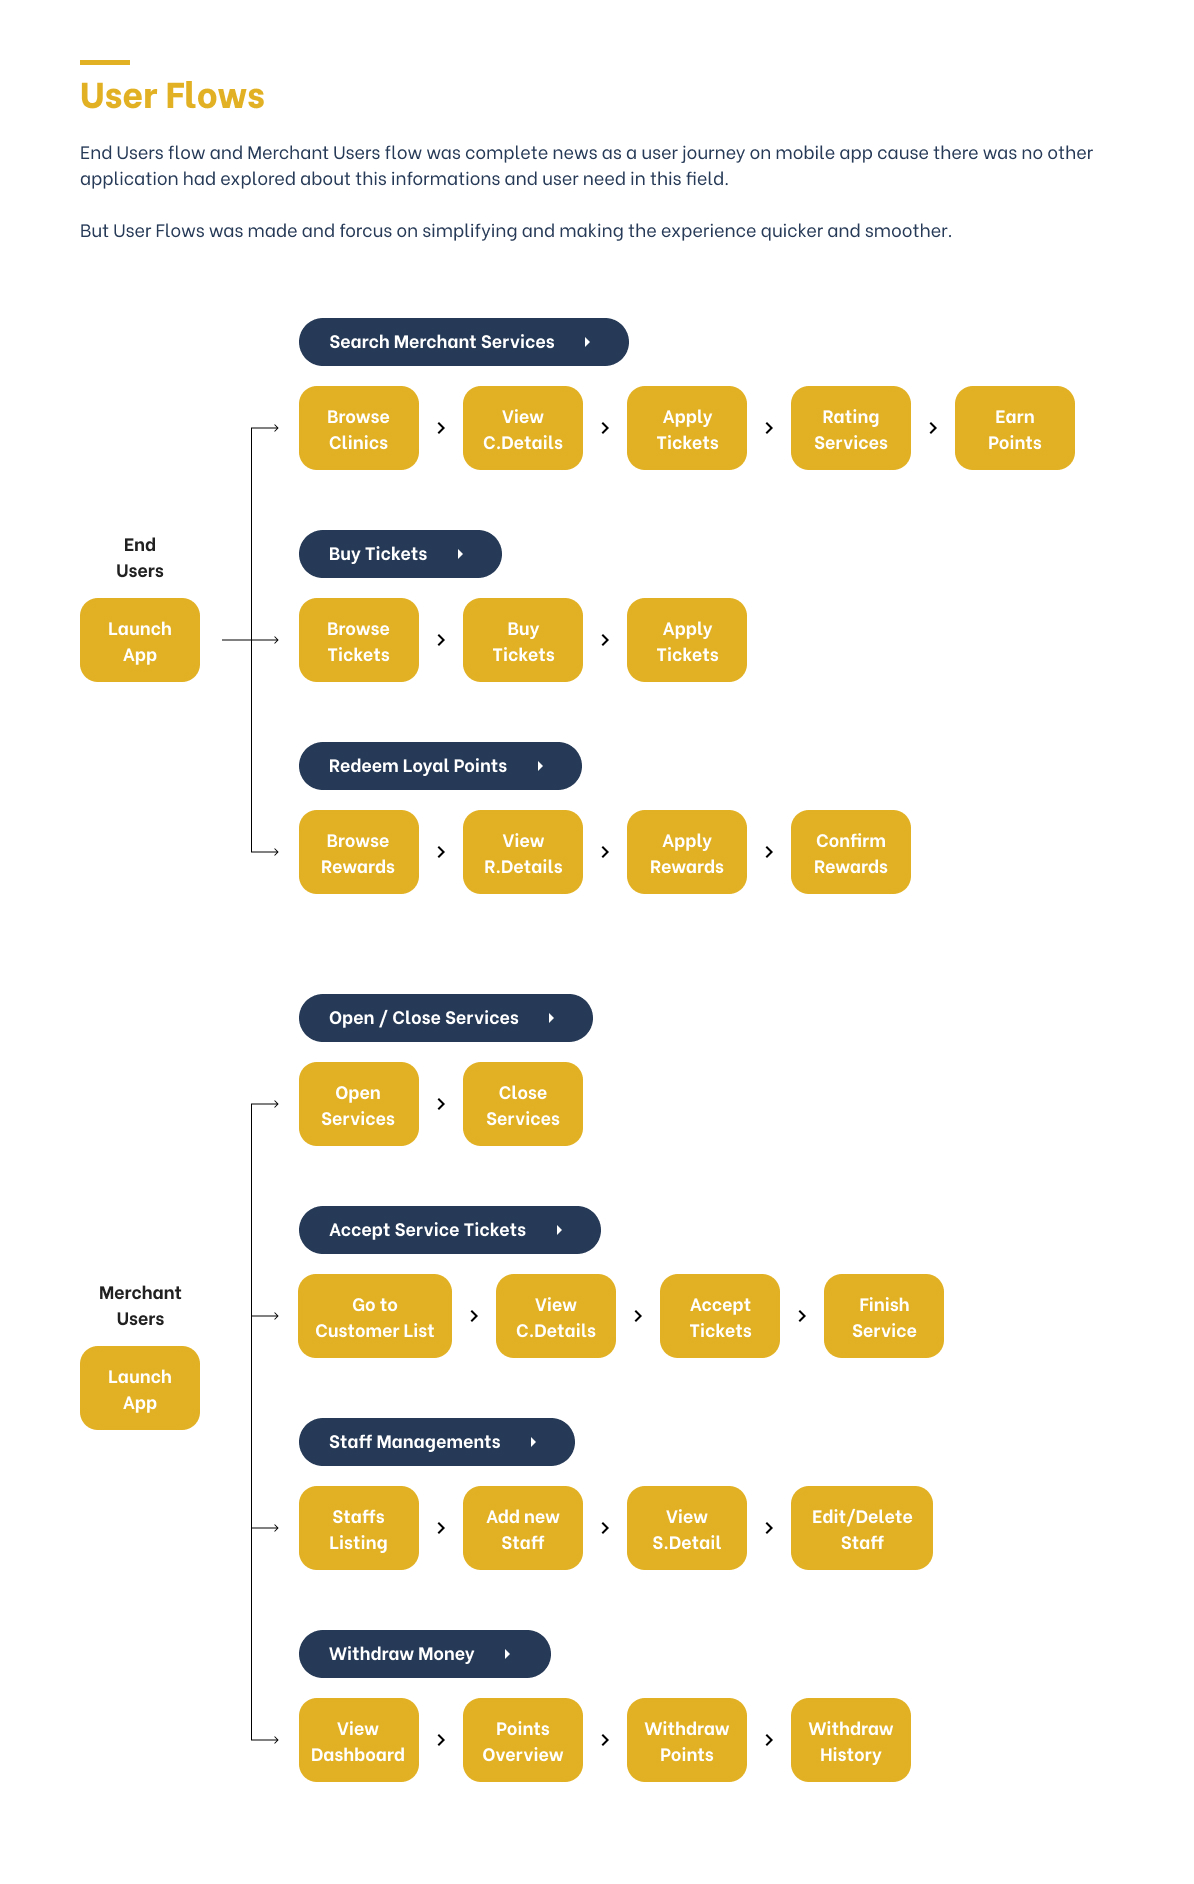 User Flows
End Users flow and Merchant Users flow was complete news as a user journey on mobile app cause there was no other
application had explored about this informations and user need in this field.
But User Flows was made and forcus on simplifying and making the experience quicker and smoother.
End
Users
Launch
App
Search Merchant Services
Browse
Clinics
View
C.Details
Apply
Tickets
Rating
Services
Earn
Points
Buy Tickets
Browse
Tickets
Buy
Tickets
Apply
Tickets
Redeem Loyal Points
Browse
Rewards
View
R.Details
Apply
Rewards
Confirm
Rewards
Merchant
Users
Launch
App
Open / Close Services
Open
Services
Close
Services
Accept Service Tickets
Go to
Customer List
View
C.Details
Accept
Tickets
Finish
Service
Staff Managements
Staffs
Listing
Add new
Staff
View
S.Detail
Edit/Delete
Staff
Withdraw Money
View
Dashboard
Points
Overview
Withdraw
Points
Withdraw
History